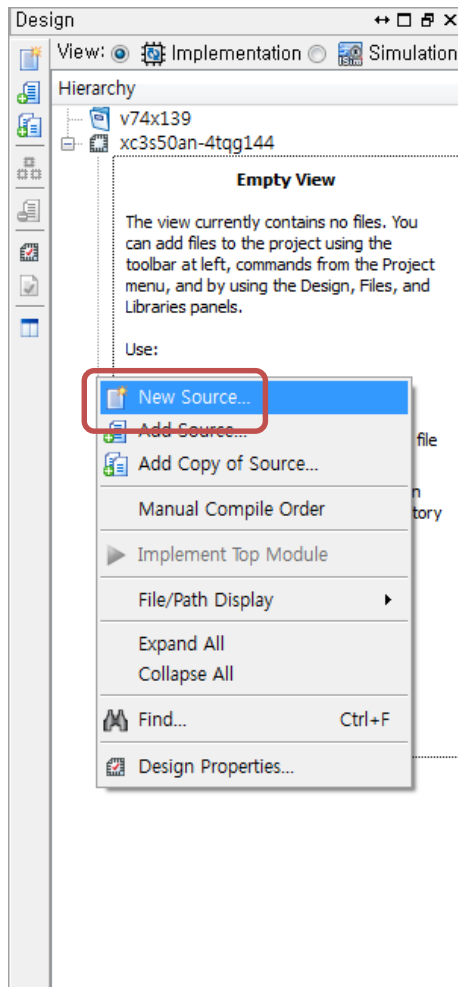 Design
View: Implementation Simulation
Hierarchy
v74x139
xc3s50an-4tqg144
Empty View
The view currently contains no files. You
can add files to the project using the
toolbar at left, commands from the Project
menu, and by using the Design, Files, and
Libraries panels.
Use:
New Source...
Add Source...
file
Add Copy of Source...
n
Manual Compile Order
tory
Implement Top Module
File/Path Display
Expand All
Collapse All
Find... Ctrl+F
Design Properties...